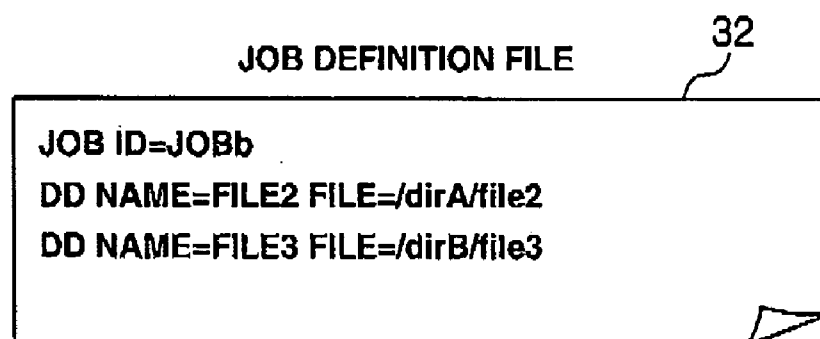 32
JOB DEFINITION FILE
JOB ID=JOBb
DD NAME=FILE2 FILE=/dirA/file2
DD NAME=FILE3 FILE=/dirB/file3